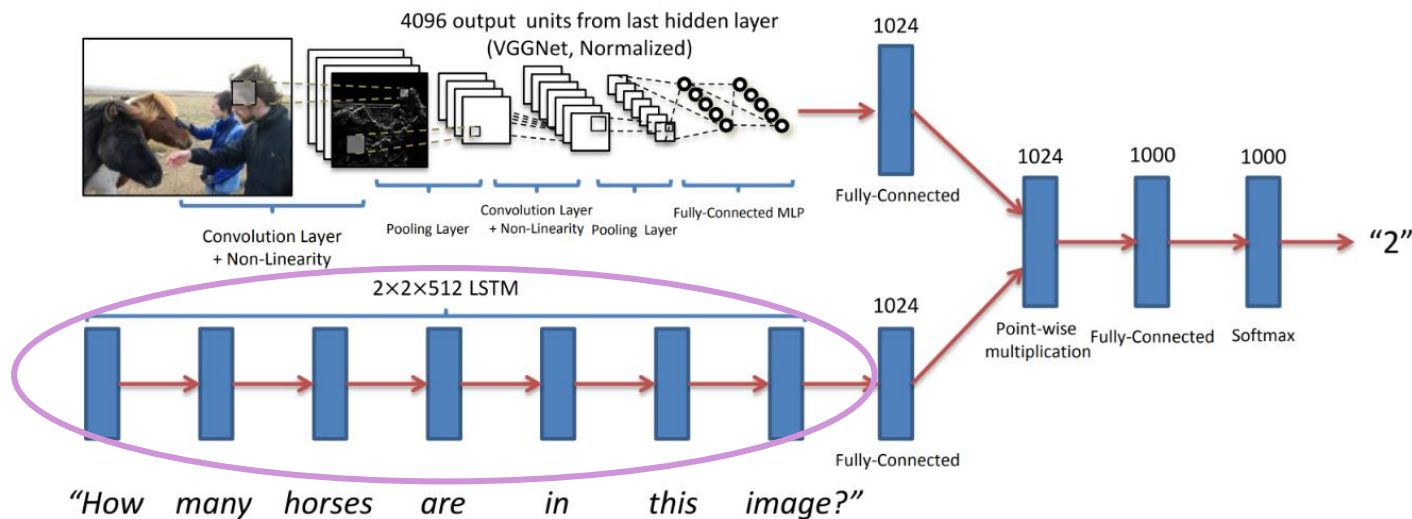 4096 output units from last hidden layer
(VGGNet, Normalized)
1024
Convolution Layer
+ Non-Linearity
Pooling Layer
Convolution Layer
+ Non-Linearity
Pooling Layer
Fully-Connected MLP
Fully-Connected
1024
1000
1000
"2"
Point-wise
multiplication
Fully-Connected
Softmax
2×2×512 LSTM
1024
Fully-Connected
“How many horses are in this image?”